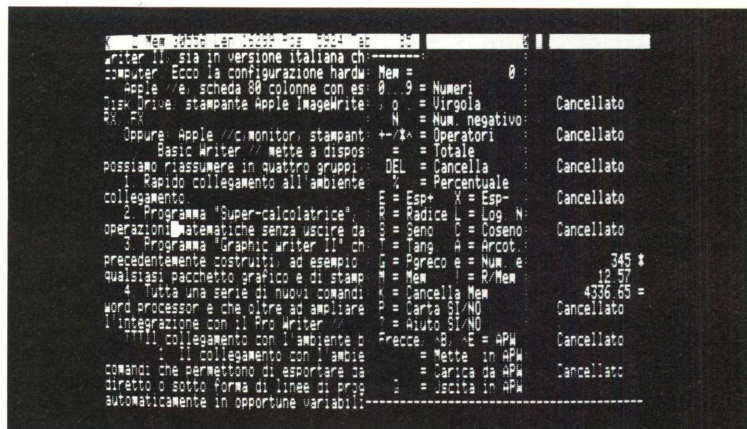 Mem 30556 Len Pos 5924 Tab
Writer II, sia in versione italiana ch
computer. Ecco la configurazione hardw
Apple //e, scheda 80 colonne con es
Disk Drive, stampante Apple ImageWrite
RX, FX
Oppure: Apple //c, monitor, stampant
Basic Writer // mette a dispos
possiamo riassumere in quattro gruppi
1. Rapido collegamento all'ambiente
collegamento.
2. Programma "Super-calcolatrice",
operazioni matematiche senza uscire da
3. Programma "Graphic Writer II" ch
precedentemente costruiti, ad esempio
qualsiasi pacchetto grafico e di stamp
4. Tutta una serie di nuovi comandi
word processor e che oltre ad ampliare
l'integrazione con il Pro Writer //
Il collegamento con l'ambiente b
1. Il collegamento con l'ambie
comandi che permettono di esportare da
diretto o sotto forma di linee di prog
automaticamente in opportune variabili
Mem = 0
0...9 = Numeri
, o . = Virgola
N = Num. negativo
+-/*^ = Operatori
= = Totale
DEL = Cancella
% = Percentuale
E = Esp+ X = Esp-
R = Radice L = Log. N
S = Seno C = Coseno
T = Tang. A = Arcot.
G = Pgreco e = Num. e
M = Mem ! = R/Mem
K = Cancella Mem
P = Carta SI/NO
? = Aiuto SI/NO
Frecce, ^B, ^E = APW
= Mette in APW
= Carica da APW
= Uscita in APW
Cancellato
Cancellato
Cancellato
Cancellato
Cancellato
345 *
12.57
4336.65 =
Cancellato
Cancellato
Cancellato